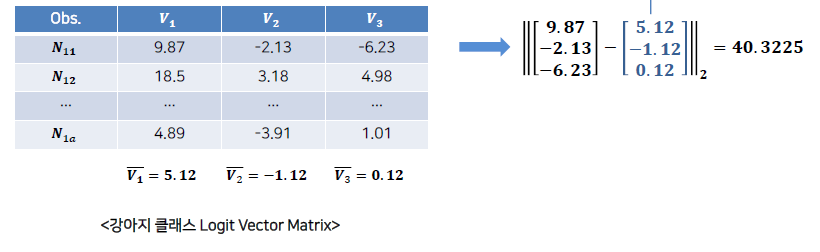 Obs. V₁ V₂ V₃
N₁₁ 9.87 -2.13 -6.23
N₁₂ 18.5 3.18 4.98
... ... ... ...
N₁ₐ 4.89 -3.91 1.01
V̅₁ = 5.12 V̅₂ = −1.12 V̅₃ = 0.12
<강아지 클래스 Logit Vector Matrix>
‖[9.87 −2.13 −6.23] − [5.12 −1.12 0.12]‖₂ = 40.3225